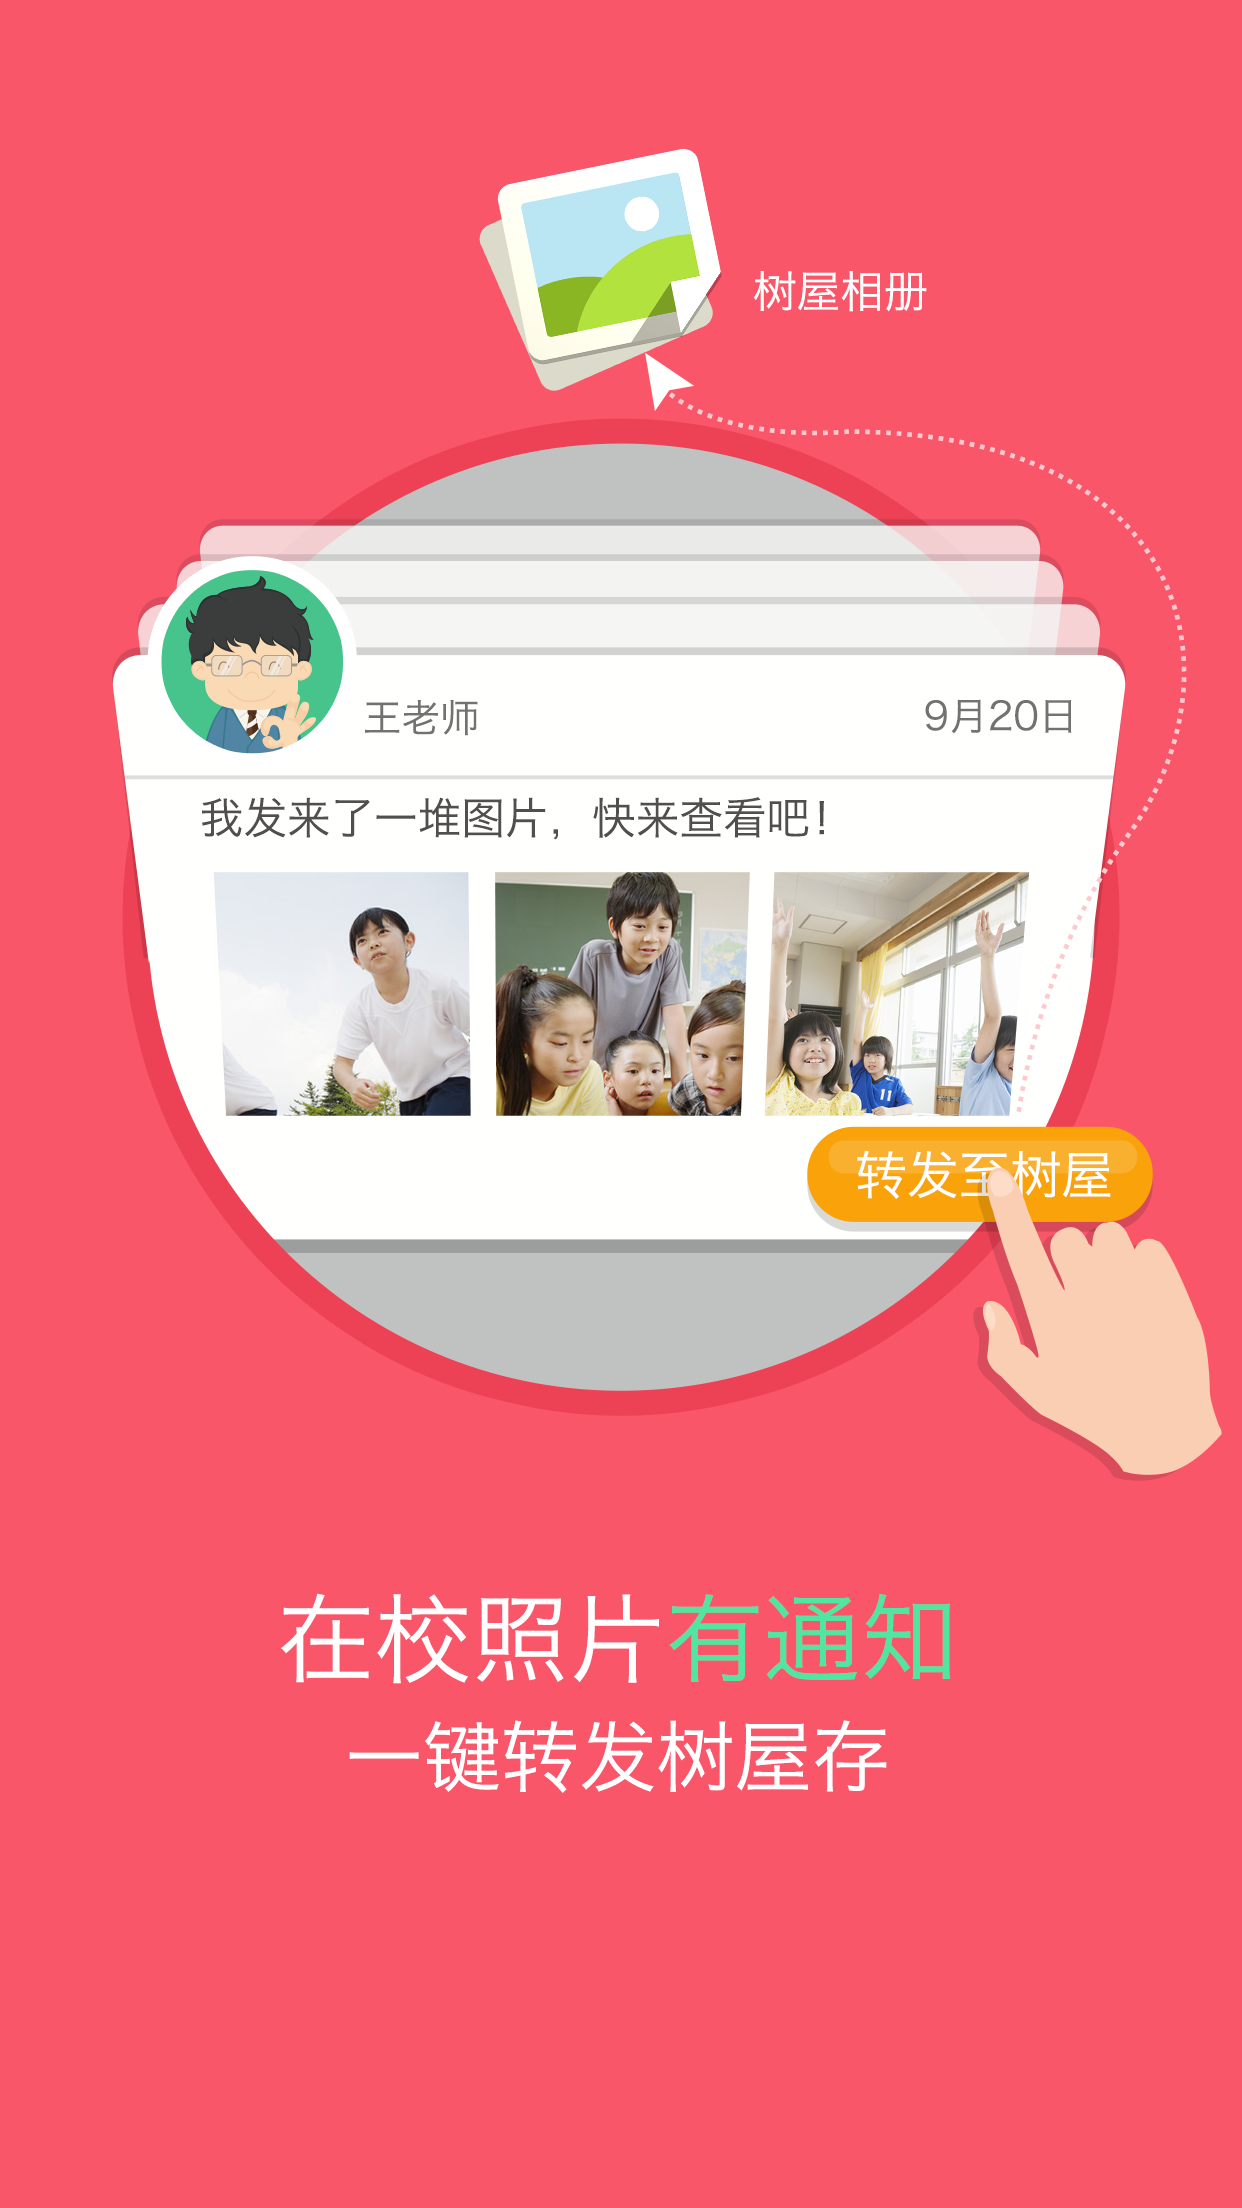 树屋相册
王老师
9月20日
我发来了一堆图片，快来查看吧！
11
转发至树屋
在校照片有通知
一键转发树屋存